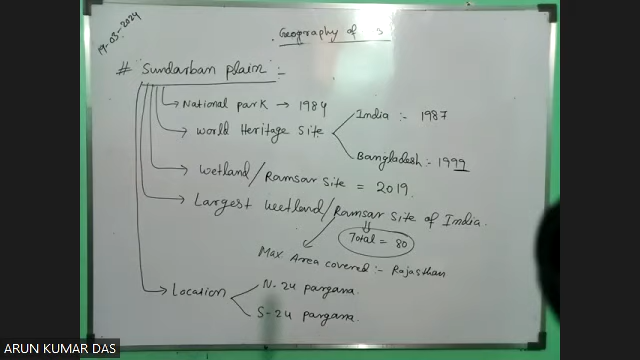 19-03-2024
Geography of
# Sundarban plain :-
National park → 1984
World Heritage Site
India :- 1987
Bangladesh :- 1999
Wetland/Ramsar Site = 2019
Largest Wetland/Ramsar Site of India.
Total = 80
Max. Area covered :- Rajasthan
Location
N-24 pargana.
S-24 pargana.
ARUN KUMAR DAS